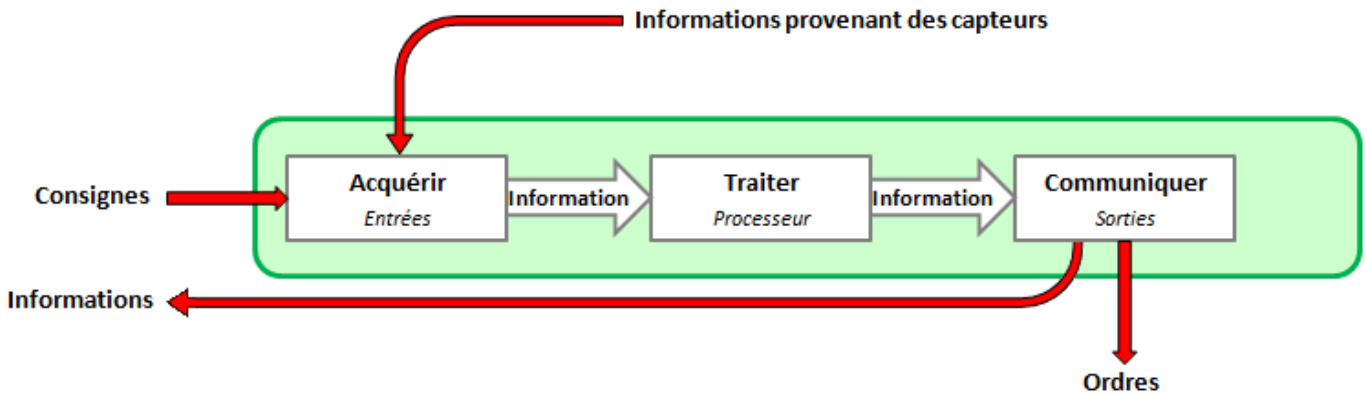 Informations provenant des capteurs
Consignes
Acquérir
Entrées
Information
Traiter
Processeur
Information
Communiquer
Sorties
Informations
Ordres